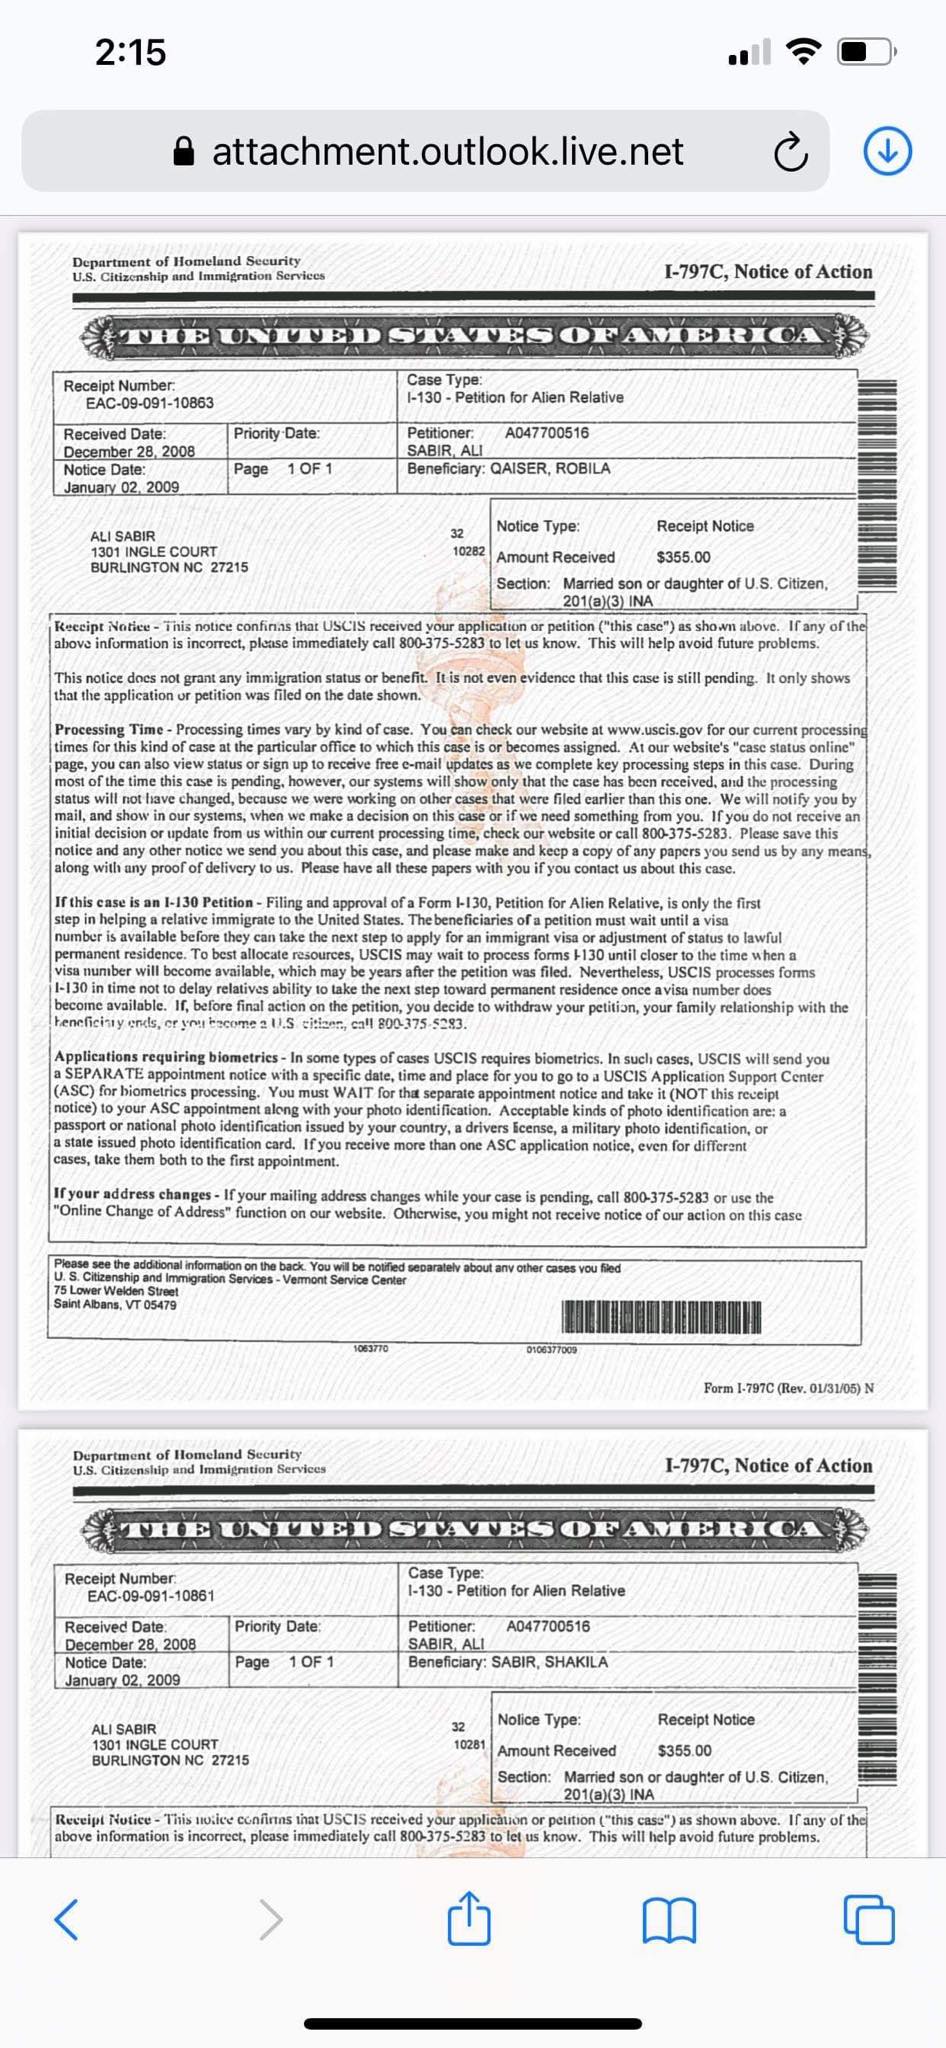 2:15
attachment.outlook.live.net
Department of Homeland Security
U.S. Citizenship and Immigration Services
I-797C, Notice of Action
THE UNITED STATES OF AMERICA
Receipt Number:
EAC-09-091-10863
Case Type:
I-130 - Petition for Alien Relative
Received Date:
December 28, 2008
Priority Date:
Petitioner: A047700516
SABIR, ALI
Notice Date:
January 02, 2009
Page 1 OF 1
Beneficiary: QAISER, ROBILA
ALI SABIR
1301 INGLE COURT
BURLINGTON NC 27215
32
10282
Notice Type: Receipt Notice
Amount Received $355.00
Section: Married son or daughter of U.S. Citizen,
201(a)(3) INA
Receipt Notice - This notice confirms that USCIS received your application or petition ("this case") as shown above. If any of the
above information is incorrect, please immediately call 800-375-5283 to let us know. This will help avoid future problems.
This notice does not grant any immigration status or benefit. It is not even evidence that this case is still pending. It only shows
that the application or petition was filed on the date shown.
Processing Time - Processing times vary by kind of case. You can check our website at www.uscis.gov for our current processing
times for this kind of case at the particular office to which this case is or becomes assigned. At our website's "case status online"
page, you can also view status or sign up to receive free e-mail updates as we complete key processing steps in this case. During
most of the time this case is pending, however, our systems will show only that the case has been received, and the processing
status will not have changed, because we were working on other cases that were filed earlier than this one. We will notify you by
mail, and show in our systems, when we make a decision on this case or if we need something from you. If you do not receive an
initial decision or update from us within our current processing time, check our website or call 800-375-5283. Please save this
notice and any other notice we send you about this case, and please make and keep a copy of any papers you send us by any means,
along with any proof of delivery to us. Please have all these papers with you if you contact us about this case.
If this case is an I-130 Petition - Filing and approval of a Form I-130, Petition for Alien Relative, is only the first
step in helping a relative immigrate to the United States. The beneficiaries of a petition must wait until a visa
number is available before they can take the next step to apply for an immigrant visa or adjustment of status to lawful
permanent residence. To best allocate resources, USCIS may wait to process forms I-130 until closer to the time when a
visa number will become available, which may be years after the petition was filed. Nevertheless, USCIS processes forms
I-130 in time not to delay relatives ability to take the next step toward permanent residence once a visa number does
become available. If, before final action on the petition, you decide to withdraw your petition, your family relationship with the
beneficiary ends, or you become a U.S. citizen, call 800-375-5283.
Applications requiring biometrics - In some types of cases USCIS requires biometrics. In such cases, USCIS will send you
a SEPARATE appointment notice with a specific date, time and place for you to go to a USCIS Application Support Center
(ASC) for biometrics processing. You must WAIT for that separate appointment notice and take it (NOT this receipt
notice) to your ASC appointment along with your photo identification. Acceptable kinds of photo identification are: a
passport or national photo identification issued by your country, a drivers license, a military photo identification, or
a state issued photo identification card. If you receive more than one ASC application notice, even for different
cases, take them both to the first appointment.
If your address changes - If your mailing address changes while your case is pending, call 800-375-5283 or use the
"Online Change of Address" function on our website. Otherwise, you might not receive notice of our action on this case
Please see the additional information on the back. You will be notified separately about any other cases you filed
U. S. Citizenship and Immigration Services - Vermont Service Center
75 Lower Welden Street
Saint Albans, VT 05479
1063770
0106377009
Form I-797C (Rev. 01/31/05) N
Department of Homeland Security
U.S. Citizenship and Immigration Services
I-797C, Notice of Action
THE UNITED STATES OF AMERICA
Receipt Number:
EAC-09-091-10861
Case Type:
I-130 - Petition for Alien Relative
Received Date:
December 28, 2008
Priority Date:
Petitioner: A047700516
SABIR, ALI
Notice Date:
January 02, 2009
Page 1 OF 1
Beneficiary: SABIR, SHAKILA
ALI SABIR
1301 INGLE COURT
BURLINGTON NC 27215
32
10281
Notice Type: Receipt Notice
Amount Received $355.00
Section: Married son or daughter of U.S. Citizen,
201(a)(3) INA
Receipt Notice - This notice confirms that USCIS received your application or petition ("this case") as shown above. If any of the
above information is incorrect, please immediately call 800-375-5283 to let us know. This will help avoid future problems.